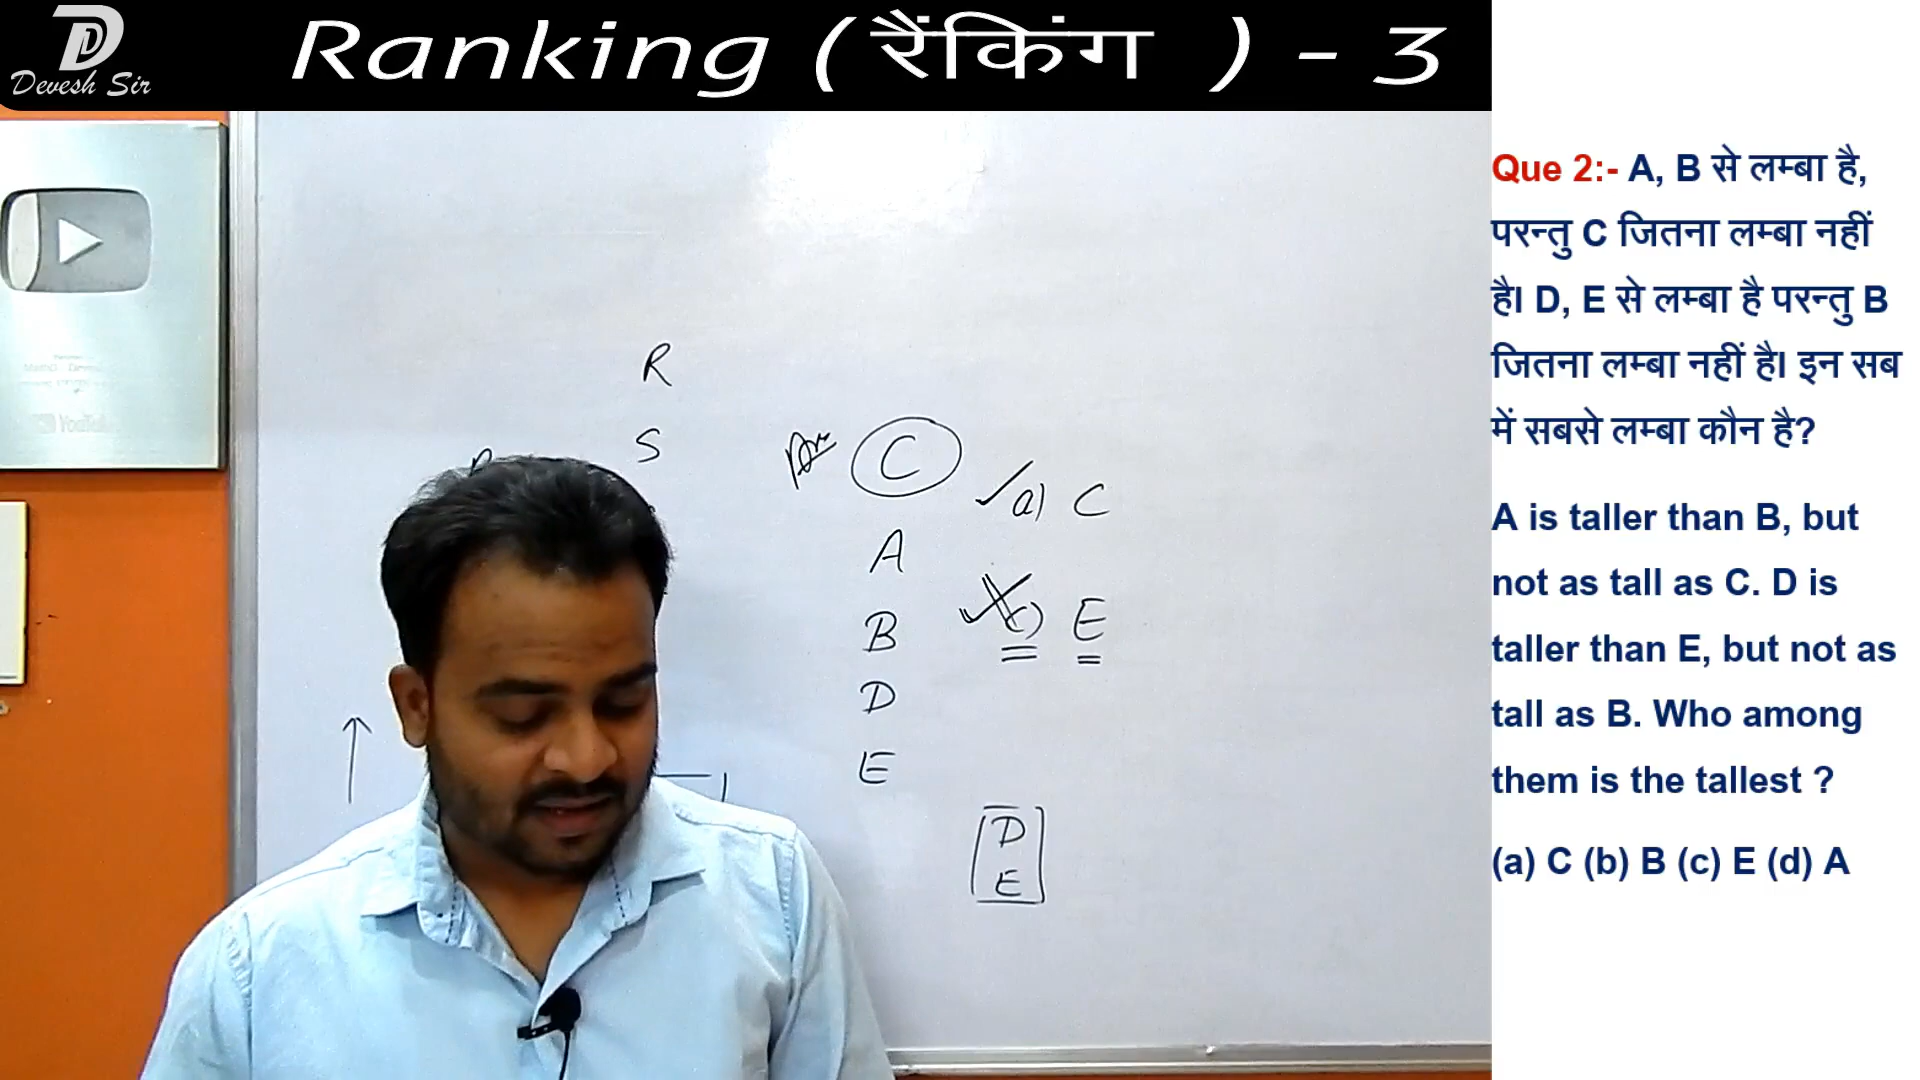 Devesh Sir
Ranking ( रैंकिंग ) - 3
YouTube
R
S
C
A
B
D
E
a) C
c) E
D
E
Que 2:- A, B से लम्बा है,
परन्तु C जितना लम्बा नहीं
है। D, E से लम्बा है परन्तु B
जितना लम्बा नहीं है। इन सब
में सबसे लम्बा कौन है?
A is taller than B, but
not as tall as C. D is
taller than E, but not as
tall as B. Who among
them is the tallest ?
(a) C (b) B (c) E (d) A